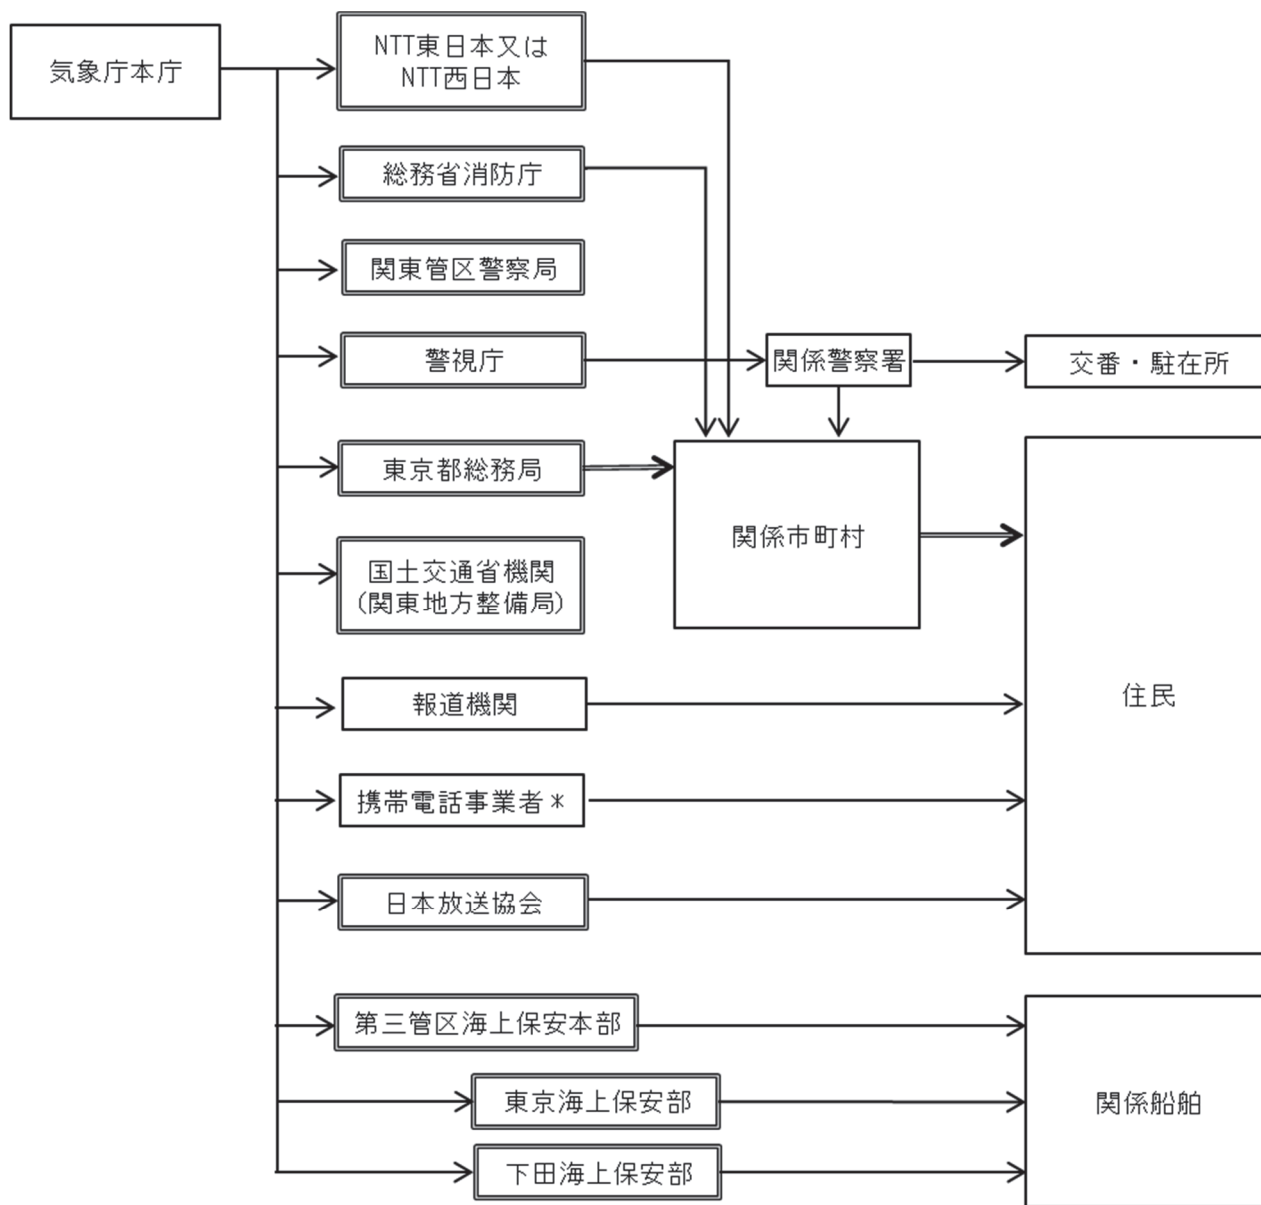 気象庁本庁
NTT東日本又は
NTT西日本
総務省消防庁
関東管区警察局
警視庁
関係警察署
交番・駐在所
東京都総務局
関係市町村
国土交通省機関
(関東地方整備局)
住民
報道機関
携帯電話事業者＊
日本放送協会
第三管区海上保安本部
東京海上保安部
関係船舶
下田海上保安部